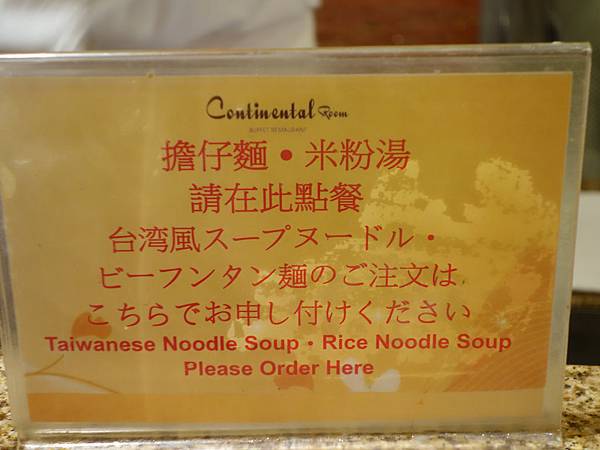 Continental Room
BUFFET RESTAURANT
擔仔麵・米粉湯
請在此點餐
台湾風スープヌードル・
ビーフンタン麺のご注文は
こちらでお申し付けください
Taiwanese Noodle Soup・Rice Noodle Soup
Please Order Here